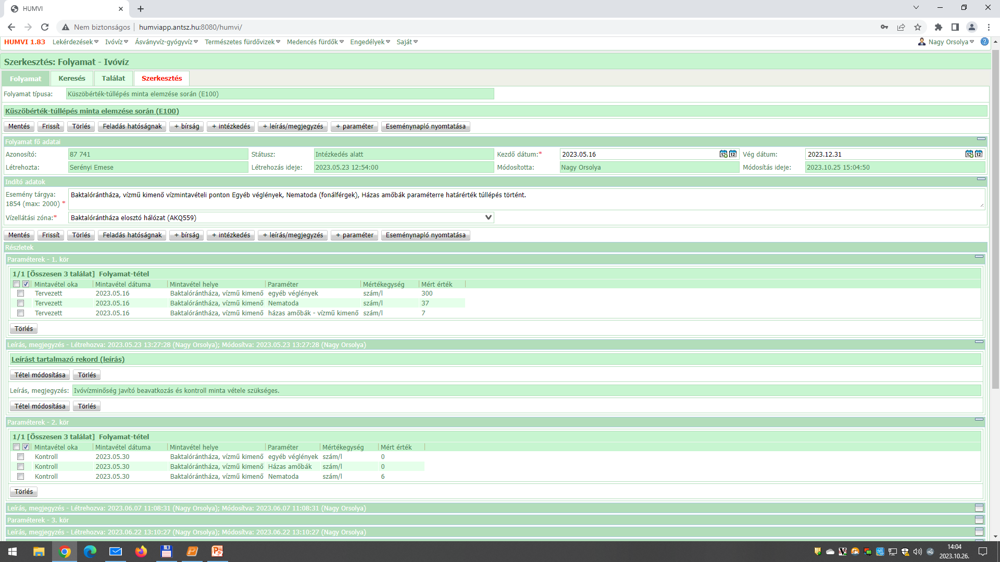 HUMVI
Nem biztonságos humviapp.antsz.hu:8080/humvi/
HUMVI 1.83 Lekérdezések Ivóvíz Ásványvíz-gyógyvíz Természetes fürdővizek Medencés fürdők Engedélyek Saját Nagy Orsolya
Szerkesztés: Folyamat - Ivóvíz
Folyamat Keresés Találat Szerkesztés
Folyamat típusa: Küszöbérték-túllépés minta elemzése során (E100)
Küszöbérték-túllépés minta elemzése során (E100)
Mentés Frissít Törlés Feladás hatóságnak + bírság + intézkedés + leírás/megjegyzés + paraméter Eseménynapló nyomtatása
Folyamat fő adatai
Azonosító: 87 741 Státusz: Intézkedés alatt Kezdő dátum:* 2023.05.16 Vég dátum: 2023.12.31
Létrehozta: Serényi Emese Létrehozás ideje: 2023.05.23 12:54:00 Módosította: Nagy Orsolya Módosítás ideje: 2023.10.25 15:04:50
Indító adatok
Esemény tárgya: Baktalórántháza, vízmű kimenő vízmintavételi ponton Egyéb véglények, Nematoda (fonálférgek), Házas amőbák paraméterre határérték túllépés történt.
1854 (max: 2000) *
Vízellátási zóna:* Baktalórántháza elosztó hálózat (AKQ559)
Mentés Frissít Törlés Feladás hatóságnak + bírság + intézkedés + leírás/megjegyzés + paraméter Eseménynapló nyomtatása
Részletek
Paraméterek - 1. kör
1/1 [Összesen 3 találat] Folyamat-tétel
Mintavétel oka Mintavétel dátuma Mintavétel helye Paraméter Mértékegység Mért érték
Tervezett 2023.05.16 Baktalórántháza, vízmű kimenő egyéb véglények szám/l 300
Tervezett 2023.05.16 Baktalórántháza, vízmű kimenő Nematoda szám/l 37
Tervezett 2023.05.16 Baktalórántháza, vízmű kimenő házas amőbák - vízmű kimenő szám/l 7
Törlés
Leírás, megjegyzés - Létrehozva: 2023.05.23 13:27:28 (Nagy Orsolya); Módosítva: 2023.05.23 13:27:28 (Nagy Orsolya)
Leírást tartalmazó rekord (leírás)
Tétel módosítása Törlés
Leírás, megjegyzés: Ivóvízminőség javító beavatkozás és kontroll minta vétele szükséges.
Tétel módosítása Törlés
Paraméterek - 2. kör
1/1 [Összesen 3 találat] Folyamat-tétel
Mintavétel oka Mintavétel dátuma Mintavétel helye Paraméter Mértékegység Mért érték
Kontroll 2023.05.30 Baktalórántháza, vízmű kimenő egyéb véglények szám/l 0
Kontroll 2023.05.30 Baktalórántháza, vízmű kimenő Házas amőbák szám/l 0
Kontroll 2023.05.30 Baktalórántháza, vízmű kimenő Nematoda szám/l 6
Törlés
Leírás, megjegyzés - Létrehozva: 2023.06.07 11:08:31 (Nagy Orsolya); Módosítva: 2023.06.07 11:08:31 (Nagy Orsolya)
Paraméterek - 3. kör
Leírás, megjegyzés - Létrehozva: 2023.06.22 13:10:27 (Nagy Orsolya); Módosítva: 2023.06.22 13:10:27 (Nagy Orsolya)
14:04
2023.10.26.